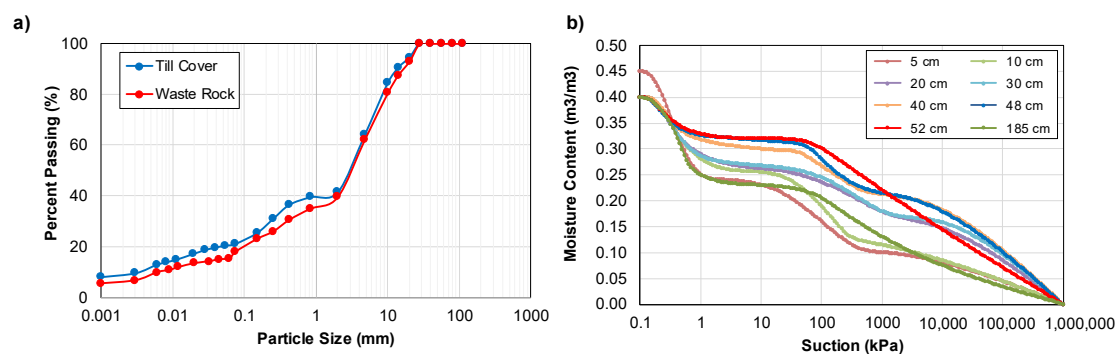 a)
Percent Passing (%)
100
80
60
40
20
0
Till Cover
Waste Rock
0.001 0.01 0.1 1 10 100 1000
Particle Size (mm)
b)
Moisture Content (m3/m3)
0.50
0.45
0.40
0.35
0.30
0.25
0.20
0.15
0.10
0.05
0.00
5 cm 10 cm
20 cm 30 cm
40 cm 48 cm
52 cm 185 cm
0.1 1 10 100 1000 10,000 100,000 1,000,000
Suction (kPa)